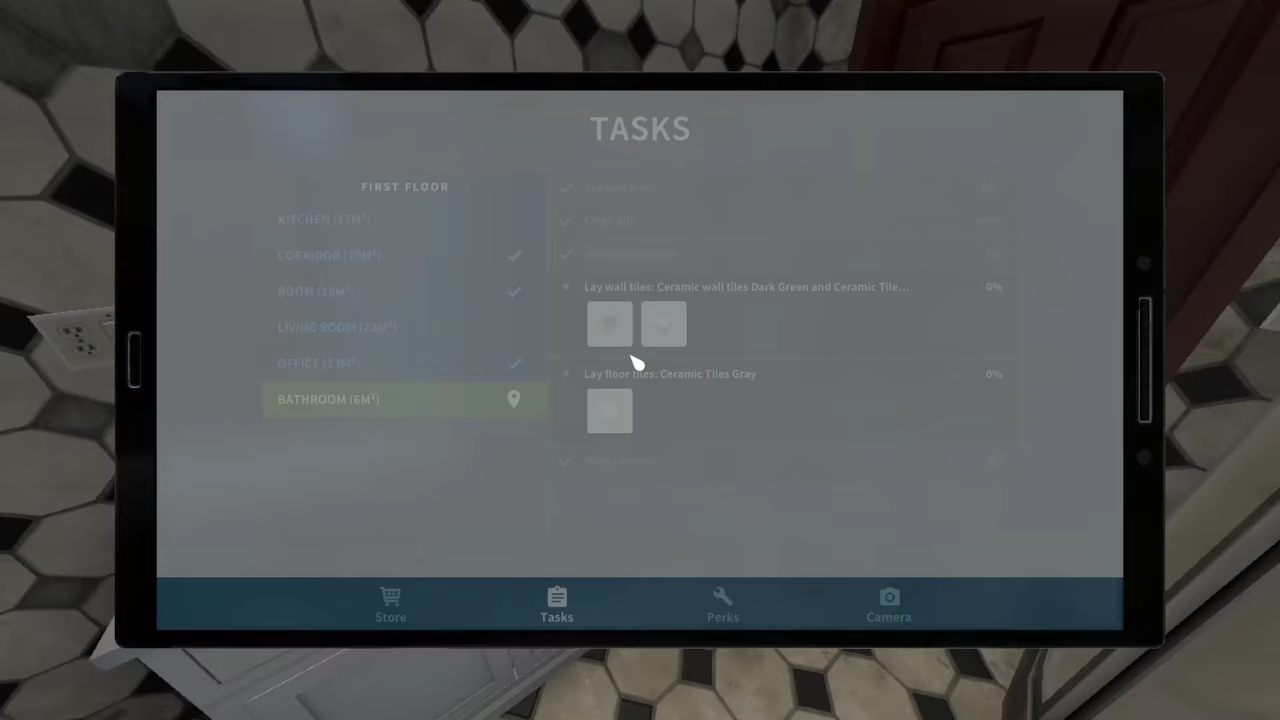 TASKS
FIRST FLOOR
KITCHEN (17M²)
CORRIDOR (10M²)
ROOM (10M²)
LIVING ROOM (23M²)
OFFICE (13M²)
BATHROOM (6M²)
Lay wall tiles: Ceramic wall tiles Dark Green and Ceramic Tile... 0%
Lay floor tiles: Ceramic Tiles Gray 0%
Store
Tasks
Perks
Camera